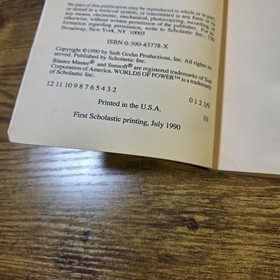 No part of this publication may be reproduced in whole or in part,
or stored in a retrieval system, or transmitted in any form or by
any means, electronic, mechanical, photocopying, recording, or
otherwise, without written permission of the publisher. For
information regarding permission, write to Scholastic Inc., 730
Broadway, New York, NY 10003
ISBN 0-590-43778-X
Copyright © 1990 by Seth Godin Productions, Inc. All rights
Published by Scholastic Inc.
Blaster Master® and Sunsoft® are registered trademarks of Sun
Corporation of America. WORLDS OF POWER™ is a trademark
of Scholastic Inc.
12 11 10 9 8 7 6 5 4 3 2 0 1 2 3/9
Printed in the U.S.A. 01
First Scholastic printing, July 1990